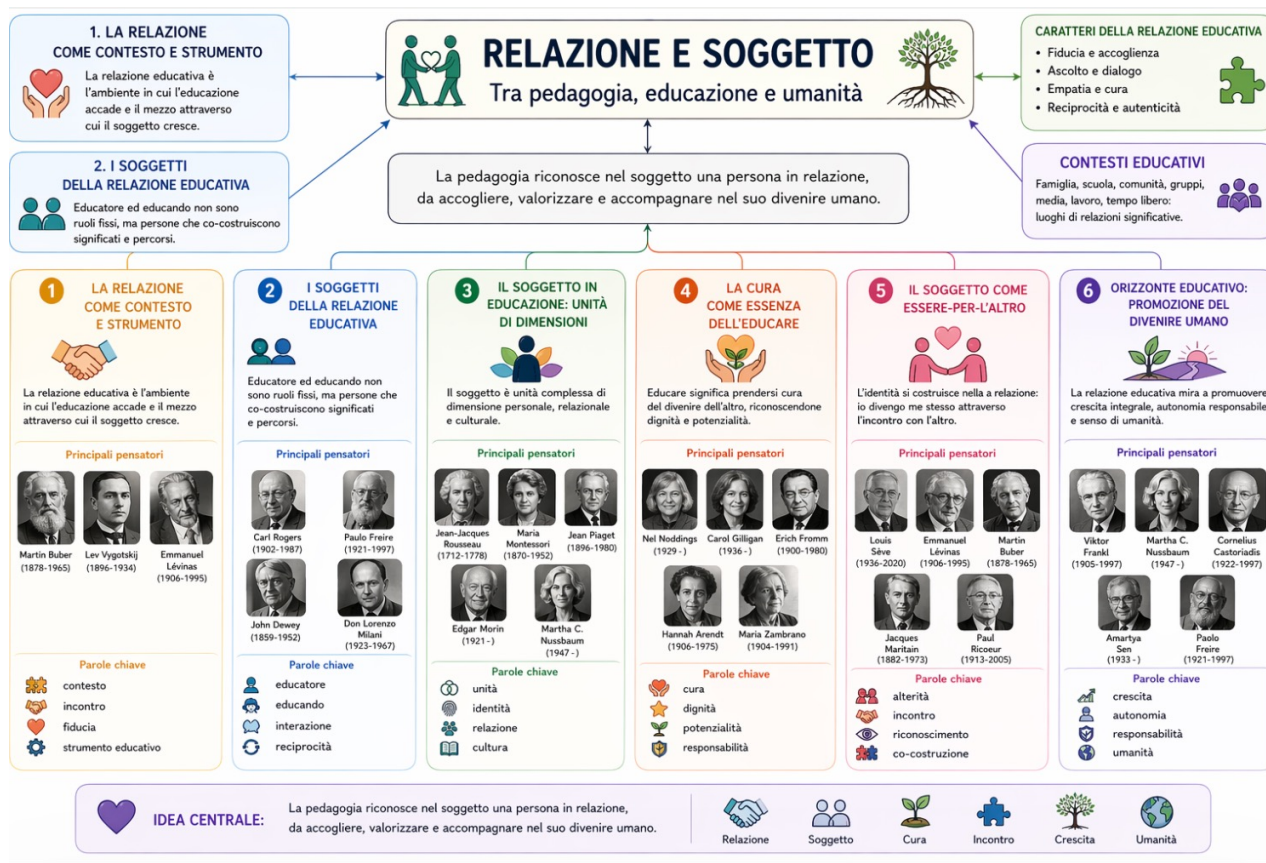 1. LA RELAZIONE
COME CONTESTO E STRUMENTO
La relazione educativa è
l'ambiente in cui l'educazione
accade e il mezzo attraverso
cui il soggetto cresce.
2. I SOGGETTI
DELLA RELAZIONE EDUCATIVA
Educatore ed educando non sono
ruoli fissi, ma persone che co-costruiscono
significati e percorsi.
RELAZIONE E SOGGETTO
Tra pedagogia, educazione e umanità
La pedagogia riconosce nel soggetto una persona in relazione,
da accogliere, valorizzare e accompagnare nel suo divenire umano.
CARATTERI DELLA RELAZIONE EDUCATIVA
• Fiducia e accoglienza
• Ascolto e dialogo
• Empatia e cura
• Reciprocità e autenticità
CONTESTI EDUCATIVI
Famiglia, scuola, comunità, gruppi,
media, lavoro, tempo libero:
luoghi di relazioni significative.
1
LA RELAZIONE
COME CONTESTO
E STRUMENTO
La relazione educativa è l'ambiente
in cui l'educazione accade e il mezzo
attraverso cui il soggetto cresce.
Principali pensatori
Martin Buber
(1878-1965)
Lev Vygotskij
(1896-1934)
Emmanuel
Lévinas
(1906-1995)
Parole chiave
contesto
incontro
fiducia
strumento educativo
2
I SOGGETTI
DELLA RELAZIONE
EDUCATIVA
Educatore ed educando non
sono ruoli fissi, ma persone che
co-costruiscono significati
e percorsi.
Principali pensatori
Carl Rogers
(1902-1987)
Paulo Freire
(1921-1997)
John Dewey
(1859-1952)
Don Lorenzo
Milani
(1923-1967)
Parole chiave
educatore
educando
interazione
reciprocità
3
IL SOGGETTO IN
EDUCAZIONE: UNITÀ
DI DIMENSIONI
Il soggetto è unità complessa di
dimensione personale, relazionale
e culturale.
Principali pensatori
Jean-Jacques
Rousseau
(1712-1778)
Maria
Montessori
(1870-1952)
Jean Piaget
(1896-1980)
Edgar Morin
(1921-)
Martha C.
Nussbaum
(1947 -)
Parole chiave
unità
identità
relazione
cultura
4
LA CURA
COME ESSENZA
DELL'EDUCARE
Educare significa prendersi cura
del divenire dell'altro, riconoscendone
dignità e potenzialità.
Principali pensatori
Nel Noddings
(1929 -)
Carol Gilligan
(1936 -)
Erich Fromm
(1900-1980)
Hannah Arendt
(1906-1975)
Maria Zambrano
(1904-1991)
Parole chiave
cura
dignità
potenzialità
responsabilità
5
IL SOGGETTO COME
ESSERE-PER-L'ALTRO
L'identità si costruisce nella a relazione:
io divengo me stesso attraverso
l'incontro con l'altro.
Principali pensatori
Louis
Sève
(1936-2020)
Emmanuel
Lévinas
(1906-1995)
Martin
Buber
(1878-1965)
Jacques
Maritain
(1882-1973)
Paul
Ricoeur
(1913-2005)
Parole chiave
alterità
incontro
riconoscimento
co-costruzione
6
ORIZZONTE EDUCATIVO:
PROMOZIONE DEL
DIVENIRE UMANO
La relazione educativa mira a promuovere
crescita integrale, autonomia responsabile
e senso di umanità.
Principali pensatori
Viktor
Frankl
(1905-1997)
Martha C.
Nussbaum
(1947 -)
Cornelius
Castoriadis
(1922-1997)
Amartya
Sen
(1933 -)
Paolo
Freire
(1921-1997)
Parole chiave
crescita
autonomia
responsabilità
umanità
IDEA CENTRALE:
La pedagogia riconosce nel soggetto una persona in relazione,
da accogliere, valorizzare e accompagnare nel suo divenire umano.
Relazione
Soggetto
Cura
Incontro
Crescita
Umanità